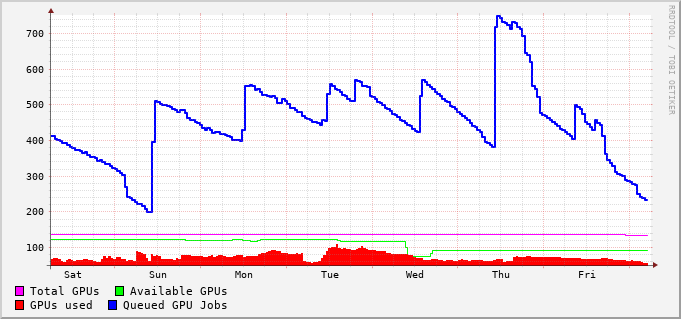 700
600
500
400
300
200
100
Sat Sun Mon Tue Wed Thu Fri
Total GPUs Available GPUs
GPUs used Queued GPU Jobs
RRDTOOL / TOBI OETIKER